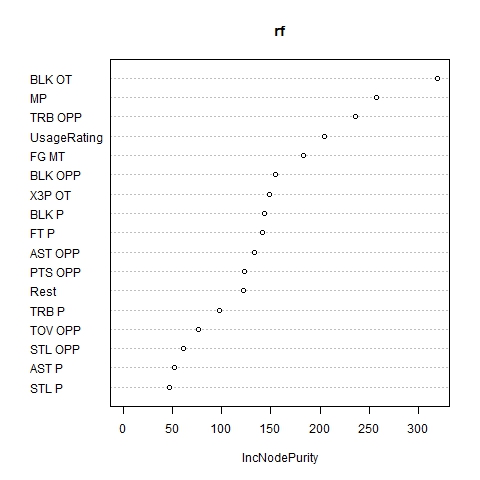 rf
BLK OT
MP
TRB OPP
UsageRating
FG MT
BLK OPP
X3P OT
BLK P
FT P
AST OPP
PTS OPP
Rest
TRB P
TOV OPP
STL OPP
AST P
STL P
0 50 100 150 200 250 300
IncNodePurity